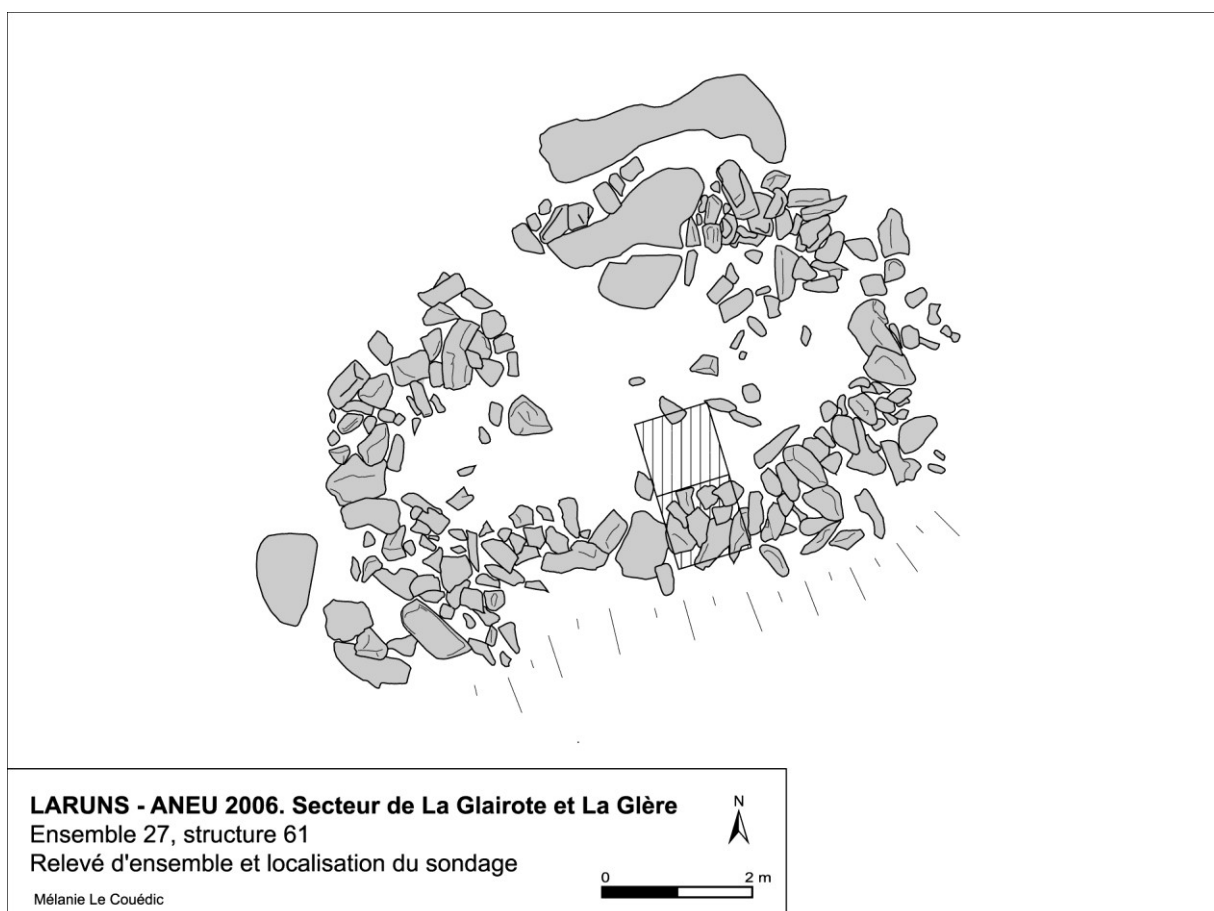 LARUNS - ANEU 2006. Secteur de La Glairote et La Glère
Ensemble 27, structure 61
Relevé d'ensemble et localisation du sondage
Mélanie Le Couédic
N
0 2 m